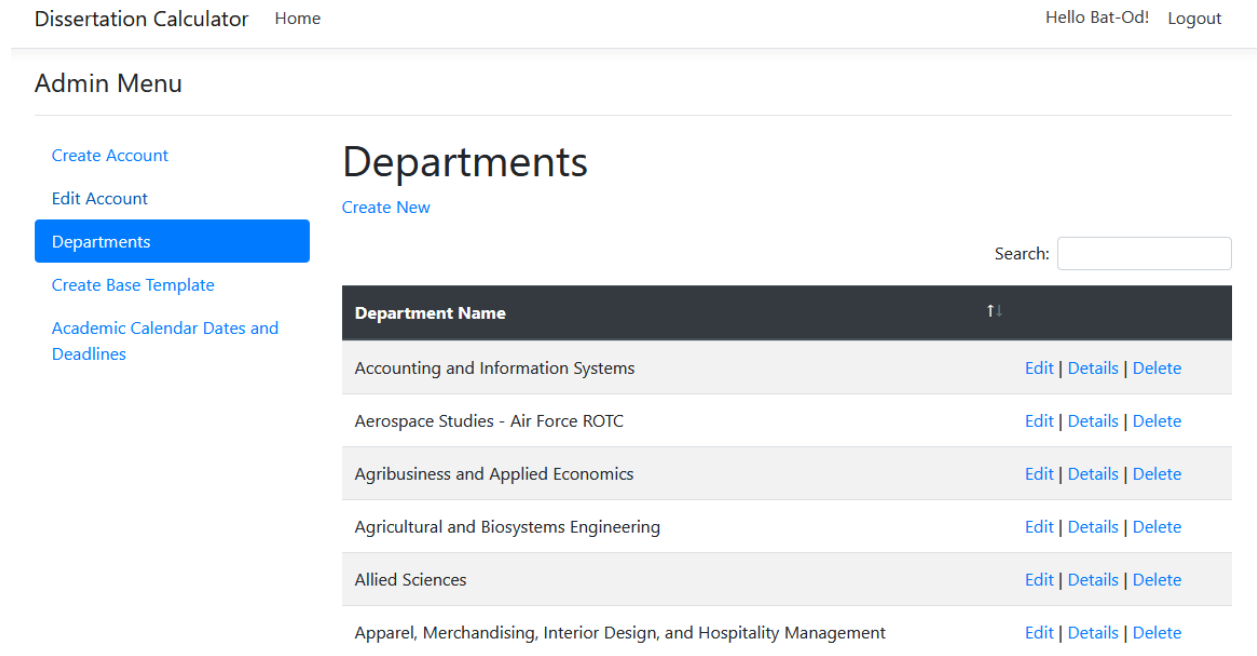 Dissertation Calculator Home Hello Bat-Od! Logout
Admin Menu
Create Account
Edit Account
Departments
Create Base Template
Academic Calendar Dates and
Deadlines
Departments
Create New
Search:
Department Name ↑↓
Accounting and Information Systems Edit | Details | Delete
Aerospace Studies - Air Force ROTC Edit | Details | Delete
Agribusiness and Applied Economics Edit | Details | Delete
Agricultural and Biosystems Engineering Edit | Details | Delete
Allied Sciences Edit | Details | Delete
Apparel, Merchandising, Interior Design, and Hospitality Management Edit | Details | Delete